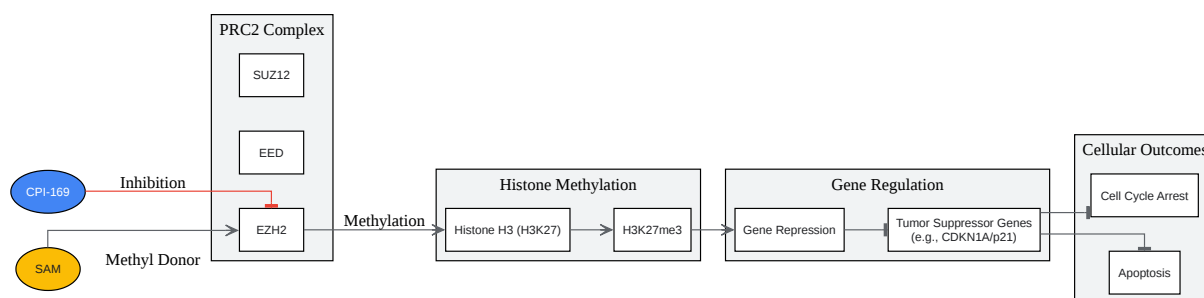 PRC2 Complex
SUZ12
EED
CPI-169
Inhibition
EZH2
SAM
Methyl Donor
Methylation
Histone Methylation
Histone H3 (H3K27)
H3K27me3
Gene Regulation
Gene Repression
Tumor Suppressor Genes
(e.g., CDKN1A/p21)
Cellular Outcomes
Cell Cycle Arrest
Apoptosis